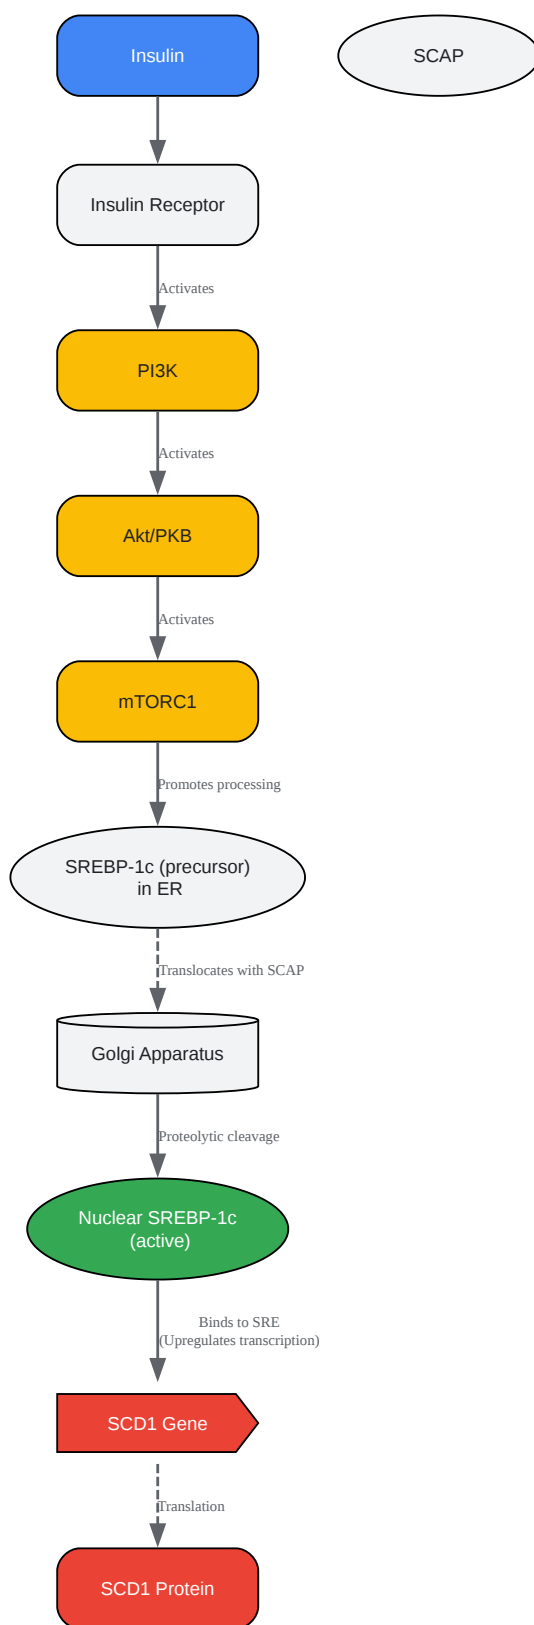 Insulin
SCAP
Insulin Receptor
Activates
PI3K
Activates
Akt/PKB
Activates
mTORC1
Promotes processing
SREBP-1c (precursor)
in ER
Translocates with SCAP
Golgi Apparatus
Proteolytic cleavage
Nuclear SREBP-1c
(active)
Binds to SRE
(Upregulates transcription)
SCD1 Gene
Translation
SCD1 Protein